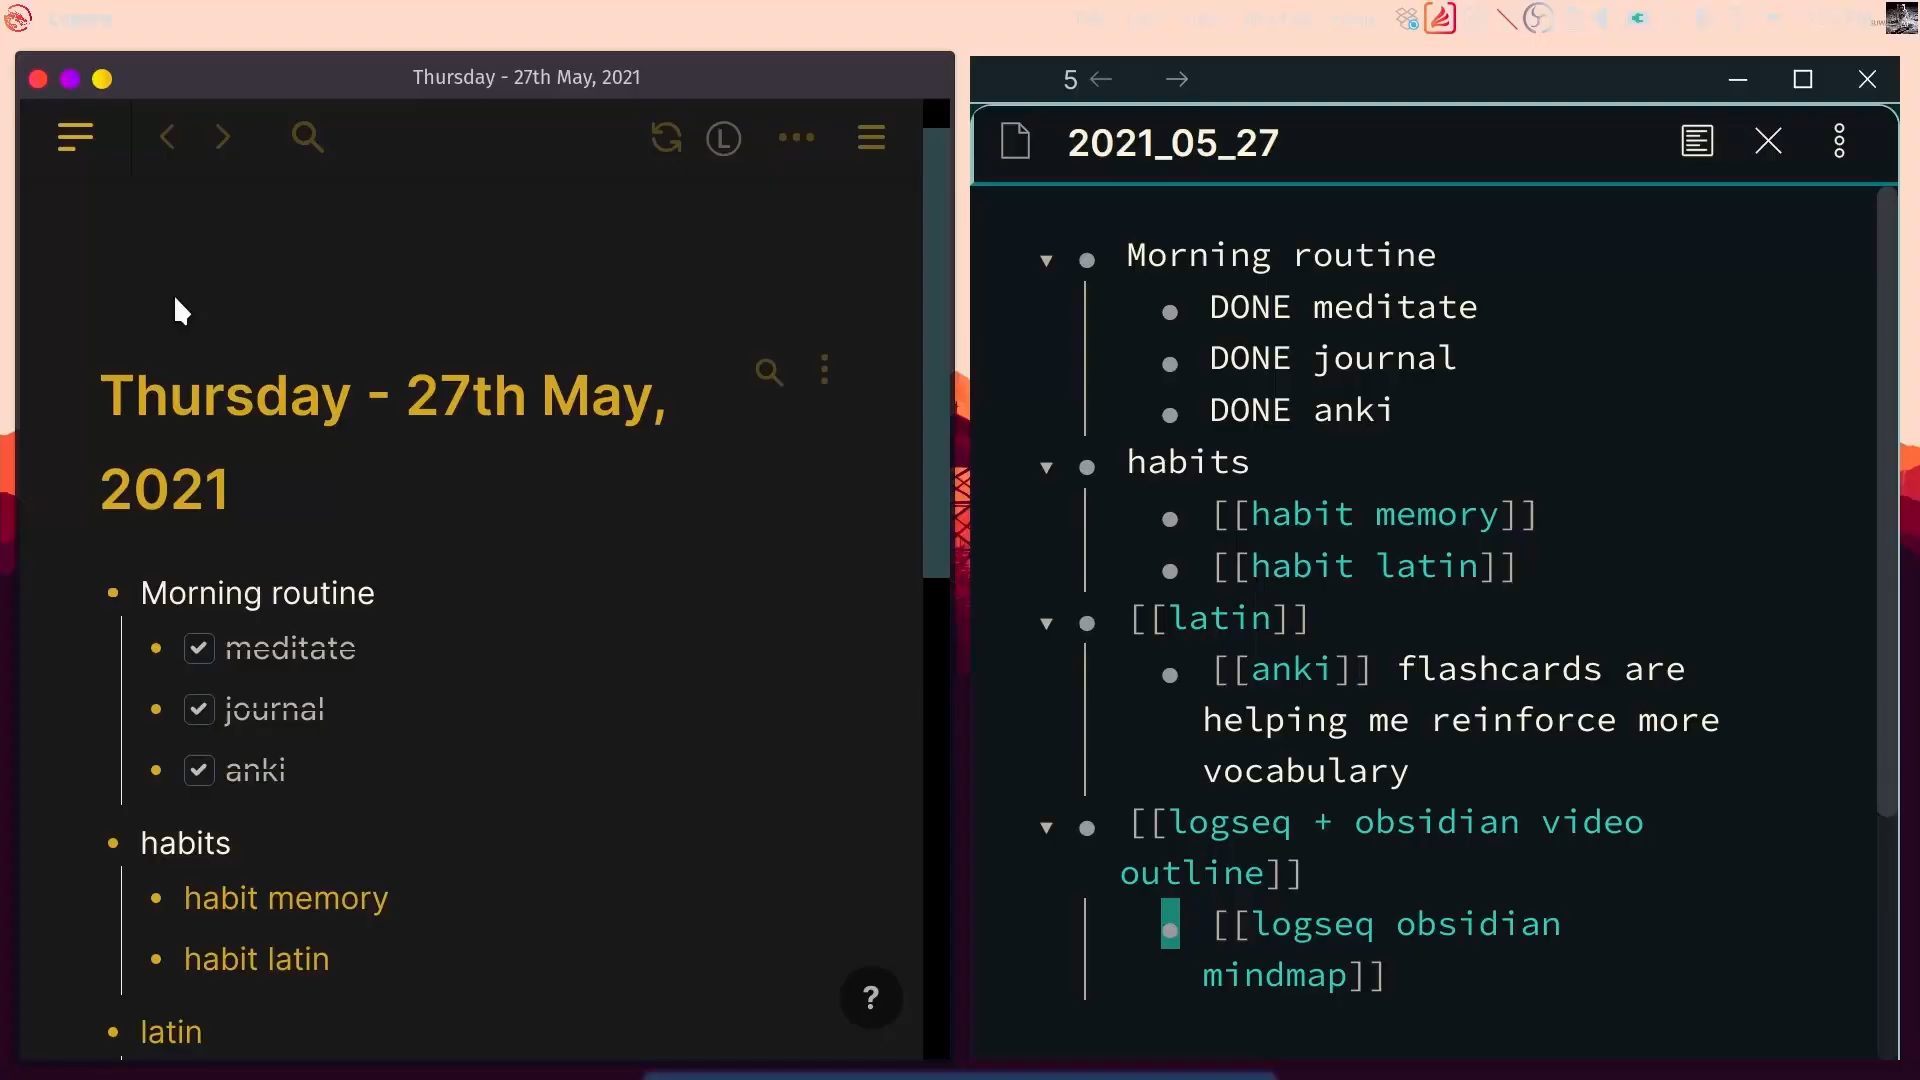 Thursday - 27th May, 2021
Thursday - 27th May,
2021
Morning routine
meditate
journal
anki
habits
habit memory
habit latin
latin
?
L
5
2021_05_27
Morning routine
DONE meditate
DONE journal
DONE anki
habits
[[habit memory]]
[[habit latin]]
[[latin]]
[[anki]] flashcards are
helping me reinforce more
vocabulary
[[logseq + obsidian video
outline]]
[[logseq obsidian
mindmap]]